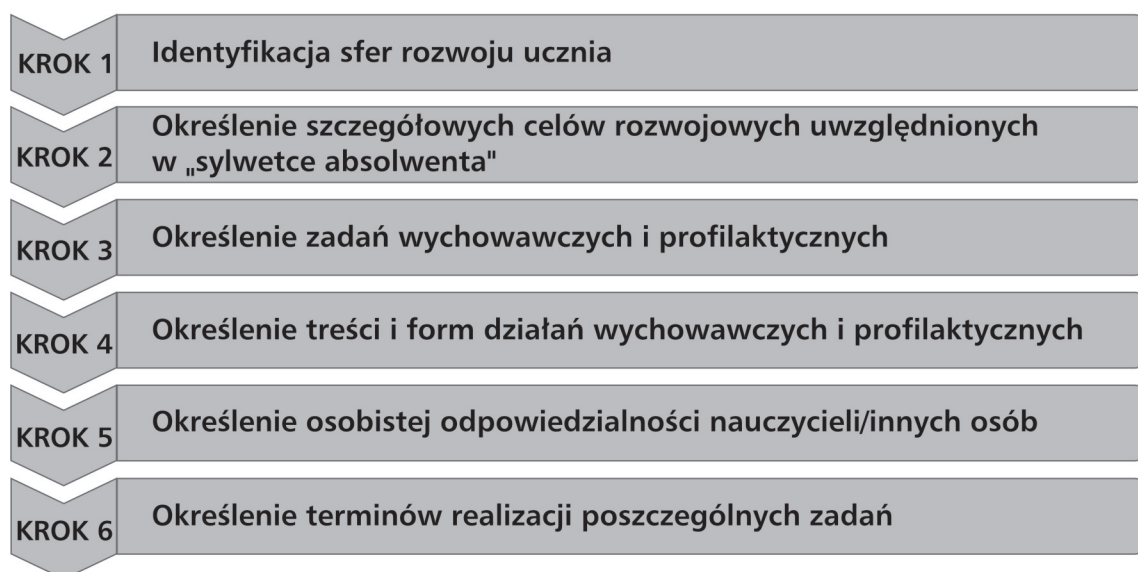 KROK 1
Identyfikacja sfer rozwoju ucznia
KROK 2
Określenie szczegółowych celów rozwojowych uwzględnionych
w „sylwetce absolwenta"
KROK 3
Określenie zadań wychowawczych i profilaktycznych
KROK 4
Określenie treści i form działań wychowawczych i profilaktycznych
KROK 5
Określenie osobistej odpowiedzialności nauczycieli/innych osób
KROK 6
Określenie terminów realizacji poszczególnych zadań